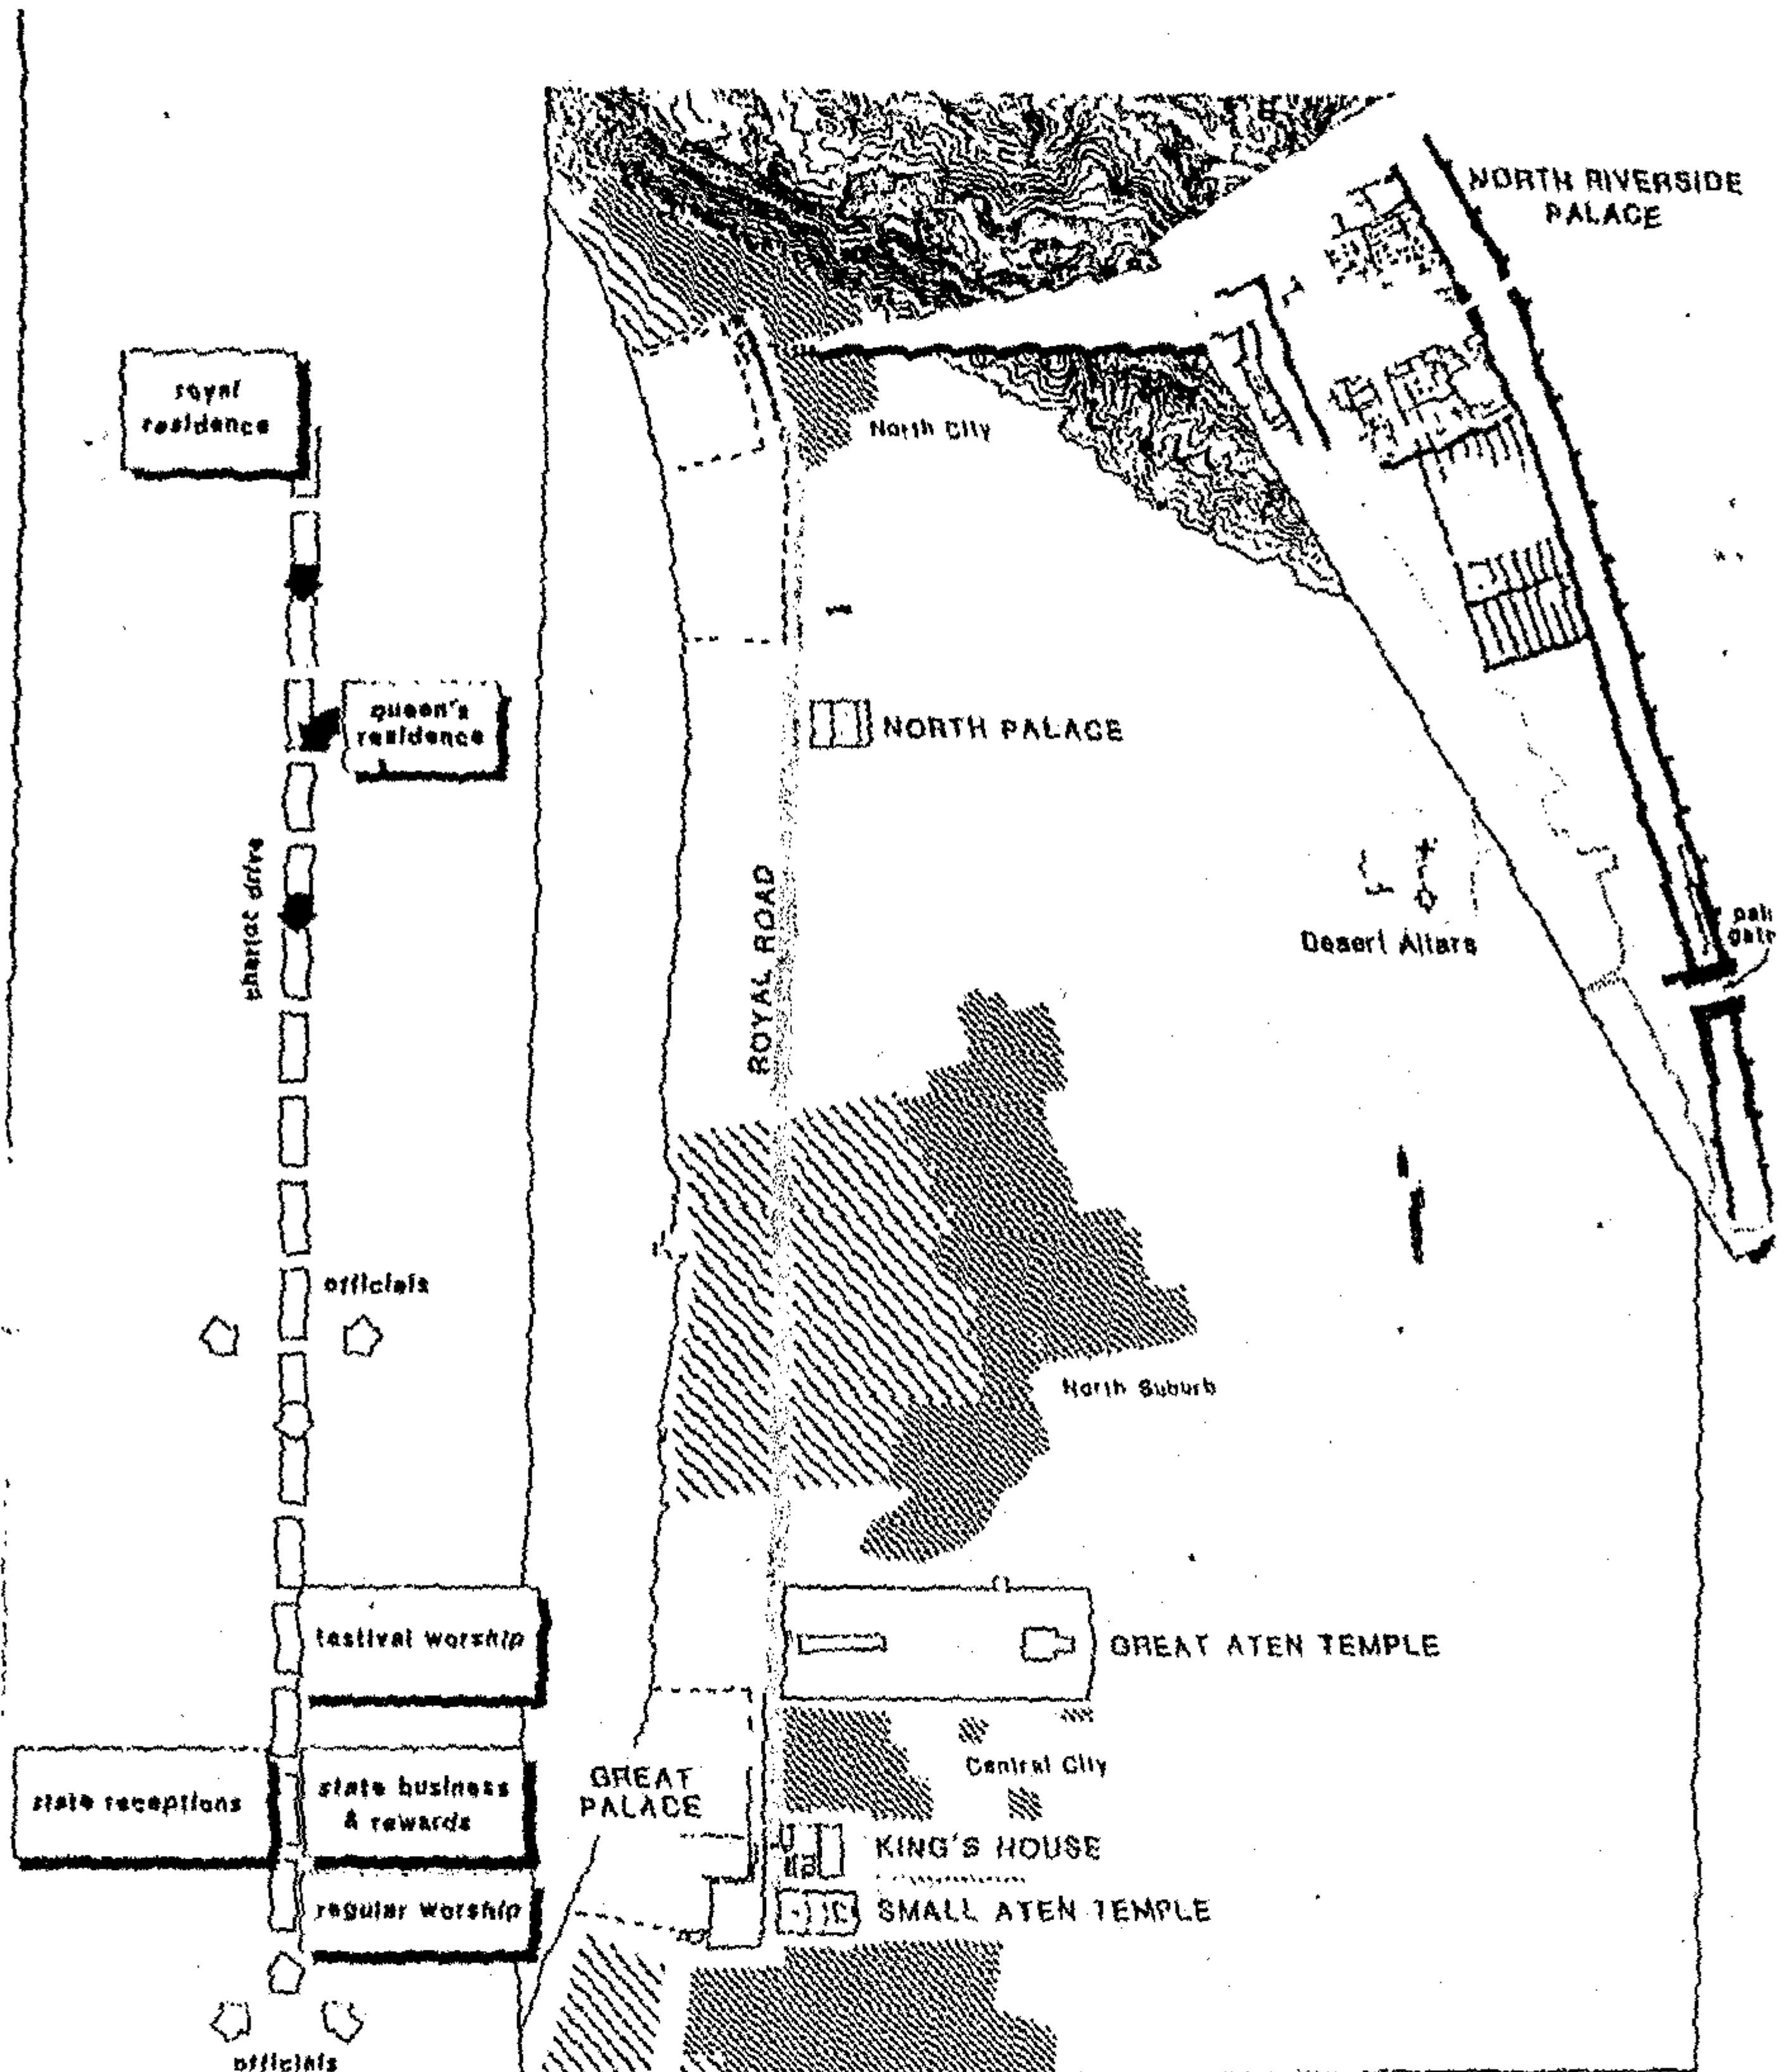 NORTH RIVERSIDE
PALACE
royal
residence
North City
queen's
residence
NORTH PALACE
chariot drive
ROYAL ROAD
Desert Altars
officials
North Suburb
festival worship
GREAT ATEN TEMPLE
Central City
state receptions
state business
& rewards
GREAT
PALACE
KING'S HOUSE
regular worship
SMALL ATEN TEMPLE
officials